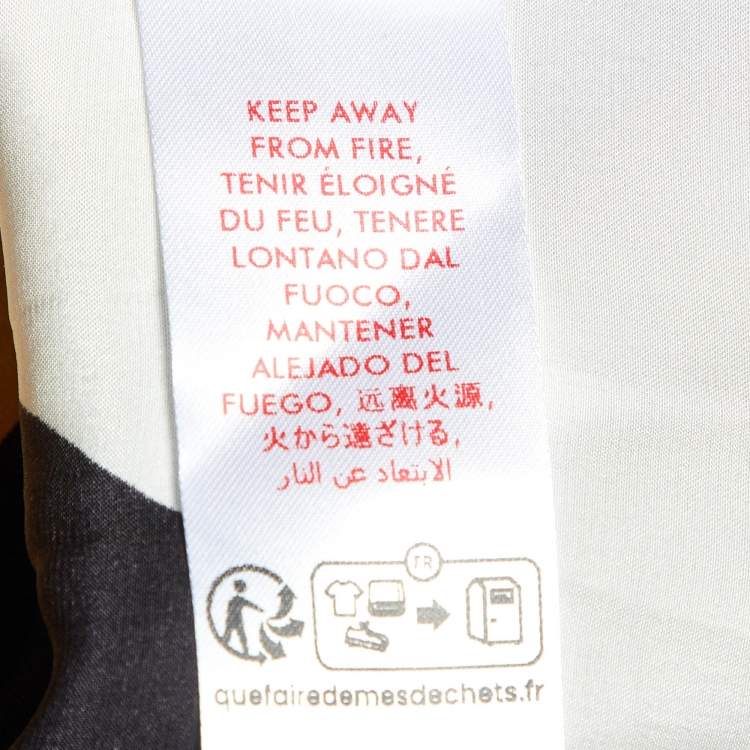 KEEP AWAY
FROM FIRE,
TENIR ÉLOIGNÉ
DU FEU, TENERE
LONTANO DAL
FUOCO,
MANTENER
ALEJADO DEL
FUEGO, 远离火源,
火から遠ざける,
الابتعاد عن النار
FR
quefairedemesdechets.fr